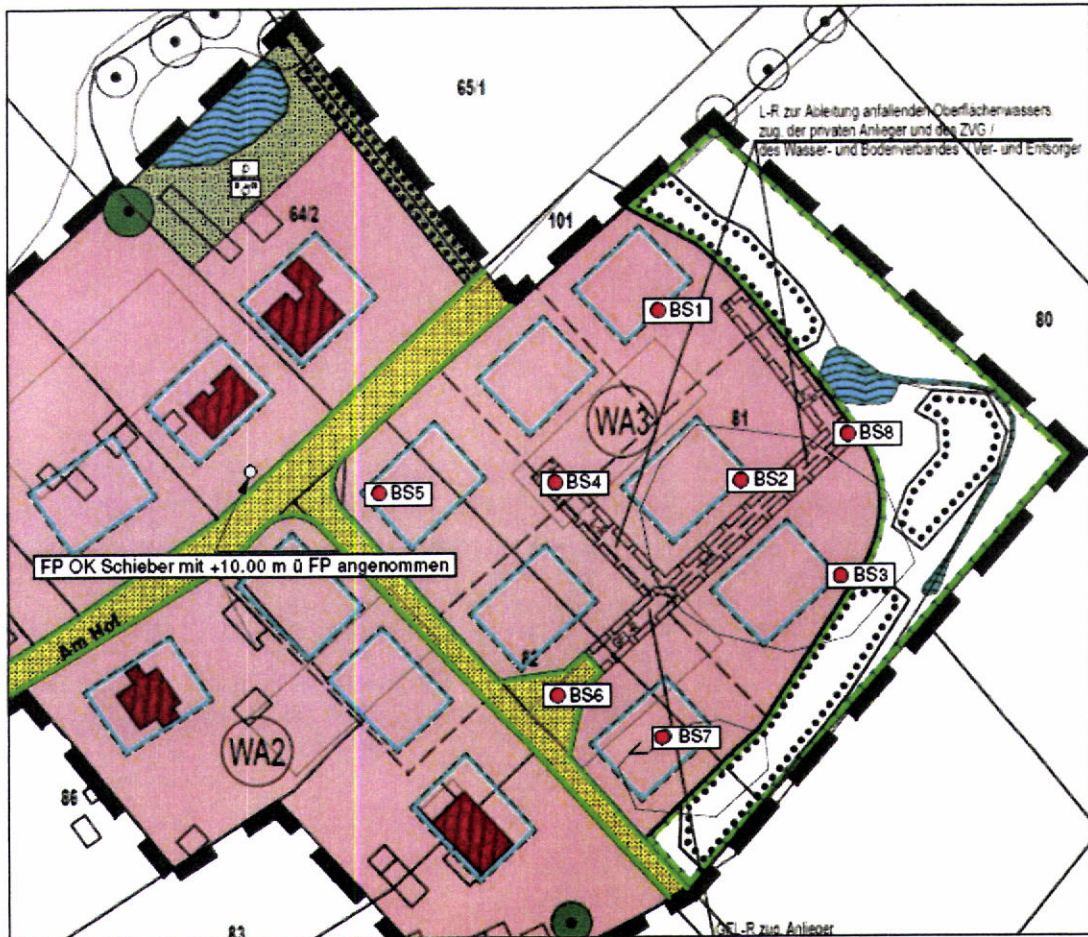 65/1
L-R zur Ableitung anfallenden Oberflächenwassers
zug. der privaten Anlieger und des ZVG /
des Wasser- und Bodenverbandes / Ver- und Entsorger
64/2
101
80
BS1
WA3
81
BS8
BS4
BS2
BS5
FP OK Schieber mit +10.00 m ü FP angenommen
BS3
Am Hof
62
BS6
BS7
WA2
86
83
GFL-R zug. Anlieger